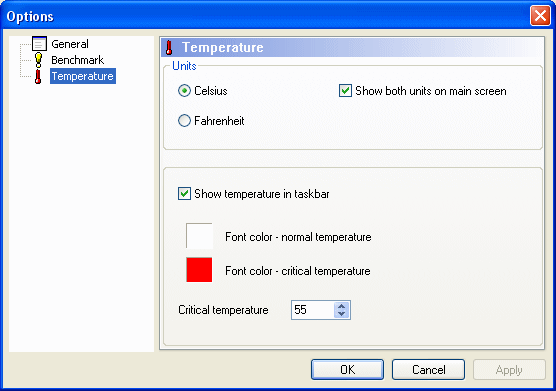 Options
General
Benchmark
Temperature
Temperature
Units
Celsius
Show both units on main screen
Fahrenheit
Show temperature in taskbar
Font color - normal temperature
Font color - critical temperature
Critical temperature 55
OK Cancel Apply